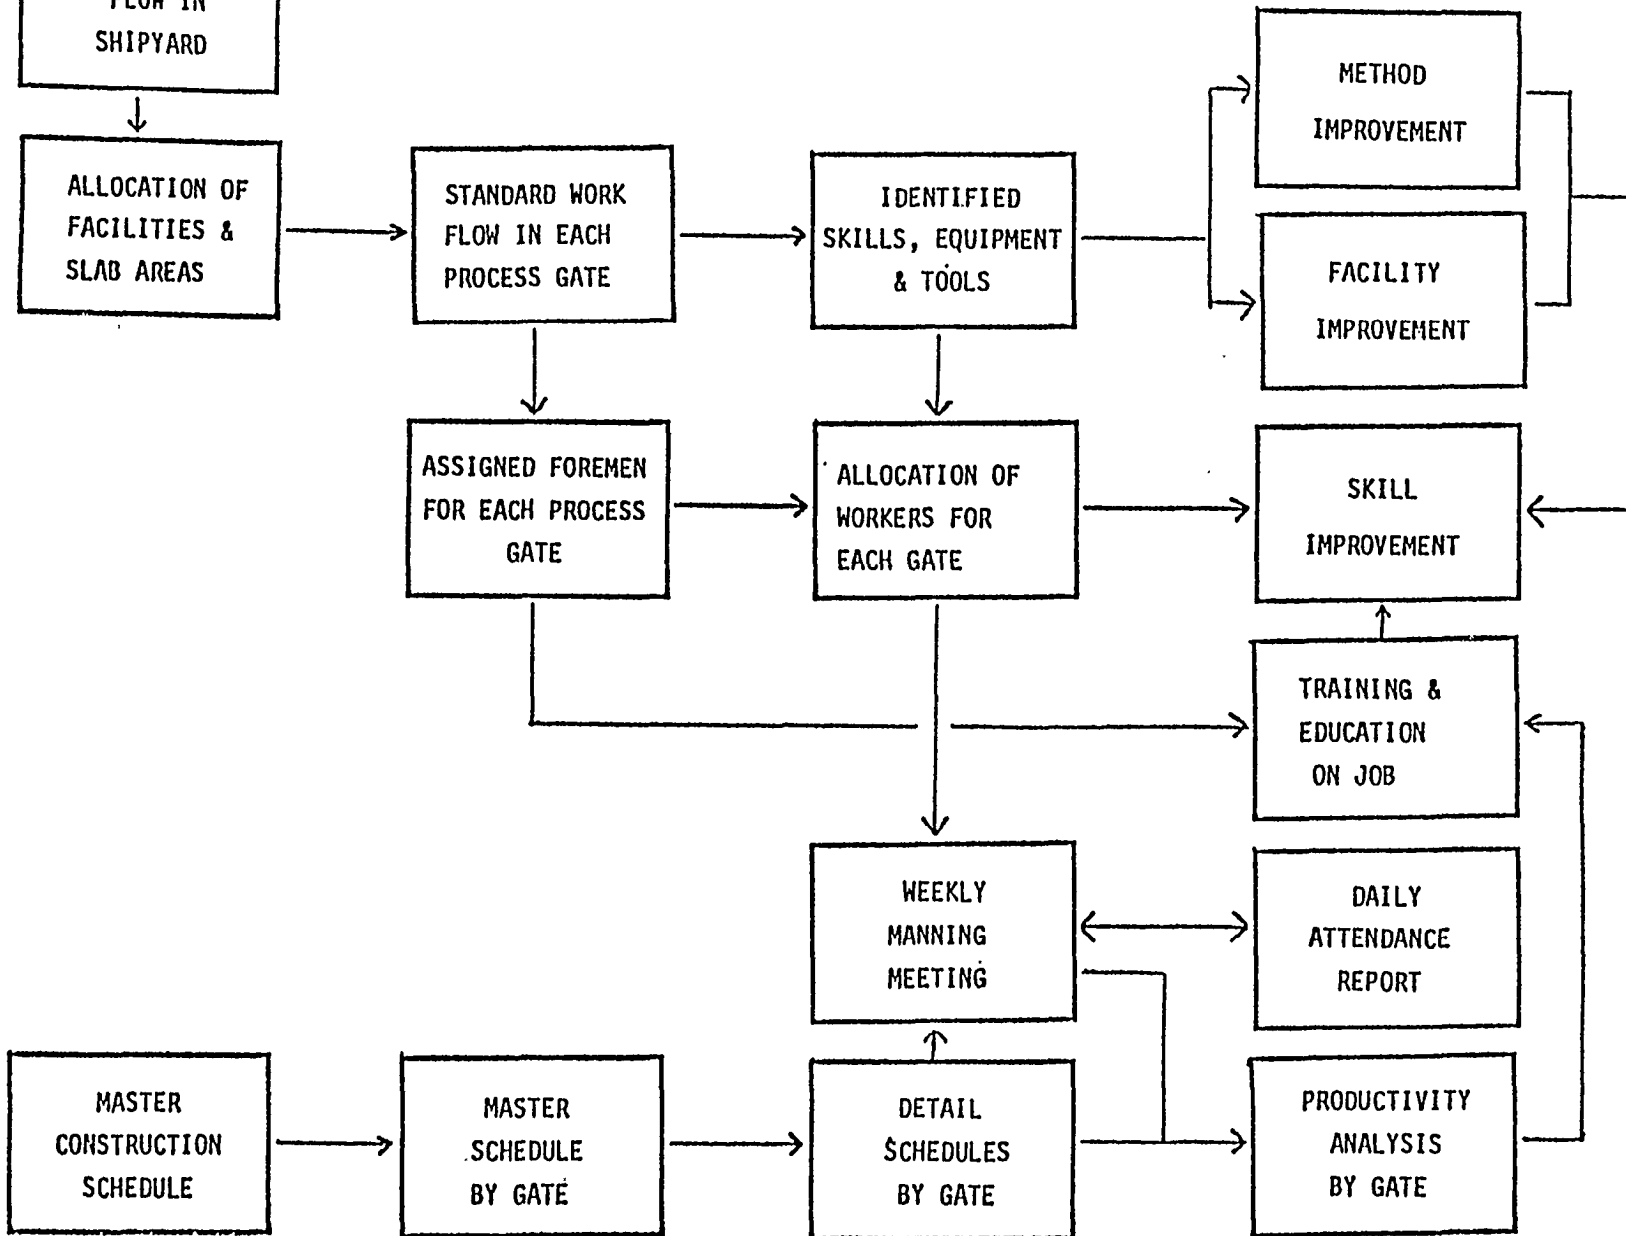 FLOW IN
SHIPYARD
METHOD
IMPROVEMENT
ALLOCATION OF
FACILITIES &
SLAB AREAS
STANDARD WORK
FLOW IN EACH
PROCESS GATE
IDENTIFIED
SKILLS, EQUIPMENT
& TOOLS
FACILITY
IMPROVEMENT
ASSIGNED FOREMEN
FOR EACH PROCESS
GATE
ALLOCATION OF
WORKERS FOR
EACH GATE
SKILL
IMPROVEMENT
TRAINING &
EDUCATION
ON JOB
WEEKLY
MANNING
MEETING
DAILY
ATTENDANCE
REPORT
MASTER
CONSTRUCTION
SCHEDULE
MASTER
SCHEDULE
BY GATE
DETAIL
SCHEDULES
BY GATE
PRODUCTIVITY
ANALYSIS
BY GATE